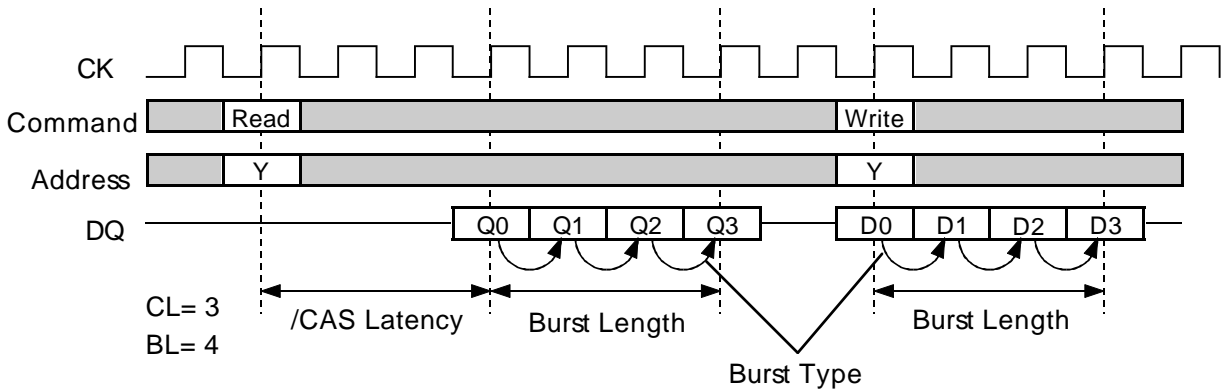 CK
Command Read Write
Address Y Y
DQ Q0 Q1 Q2 Q3 D0 D1 D2 D3
CL= 3 /CAS Latency Burst Length Burst Length
BL= 4
Burst Type